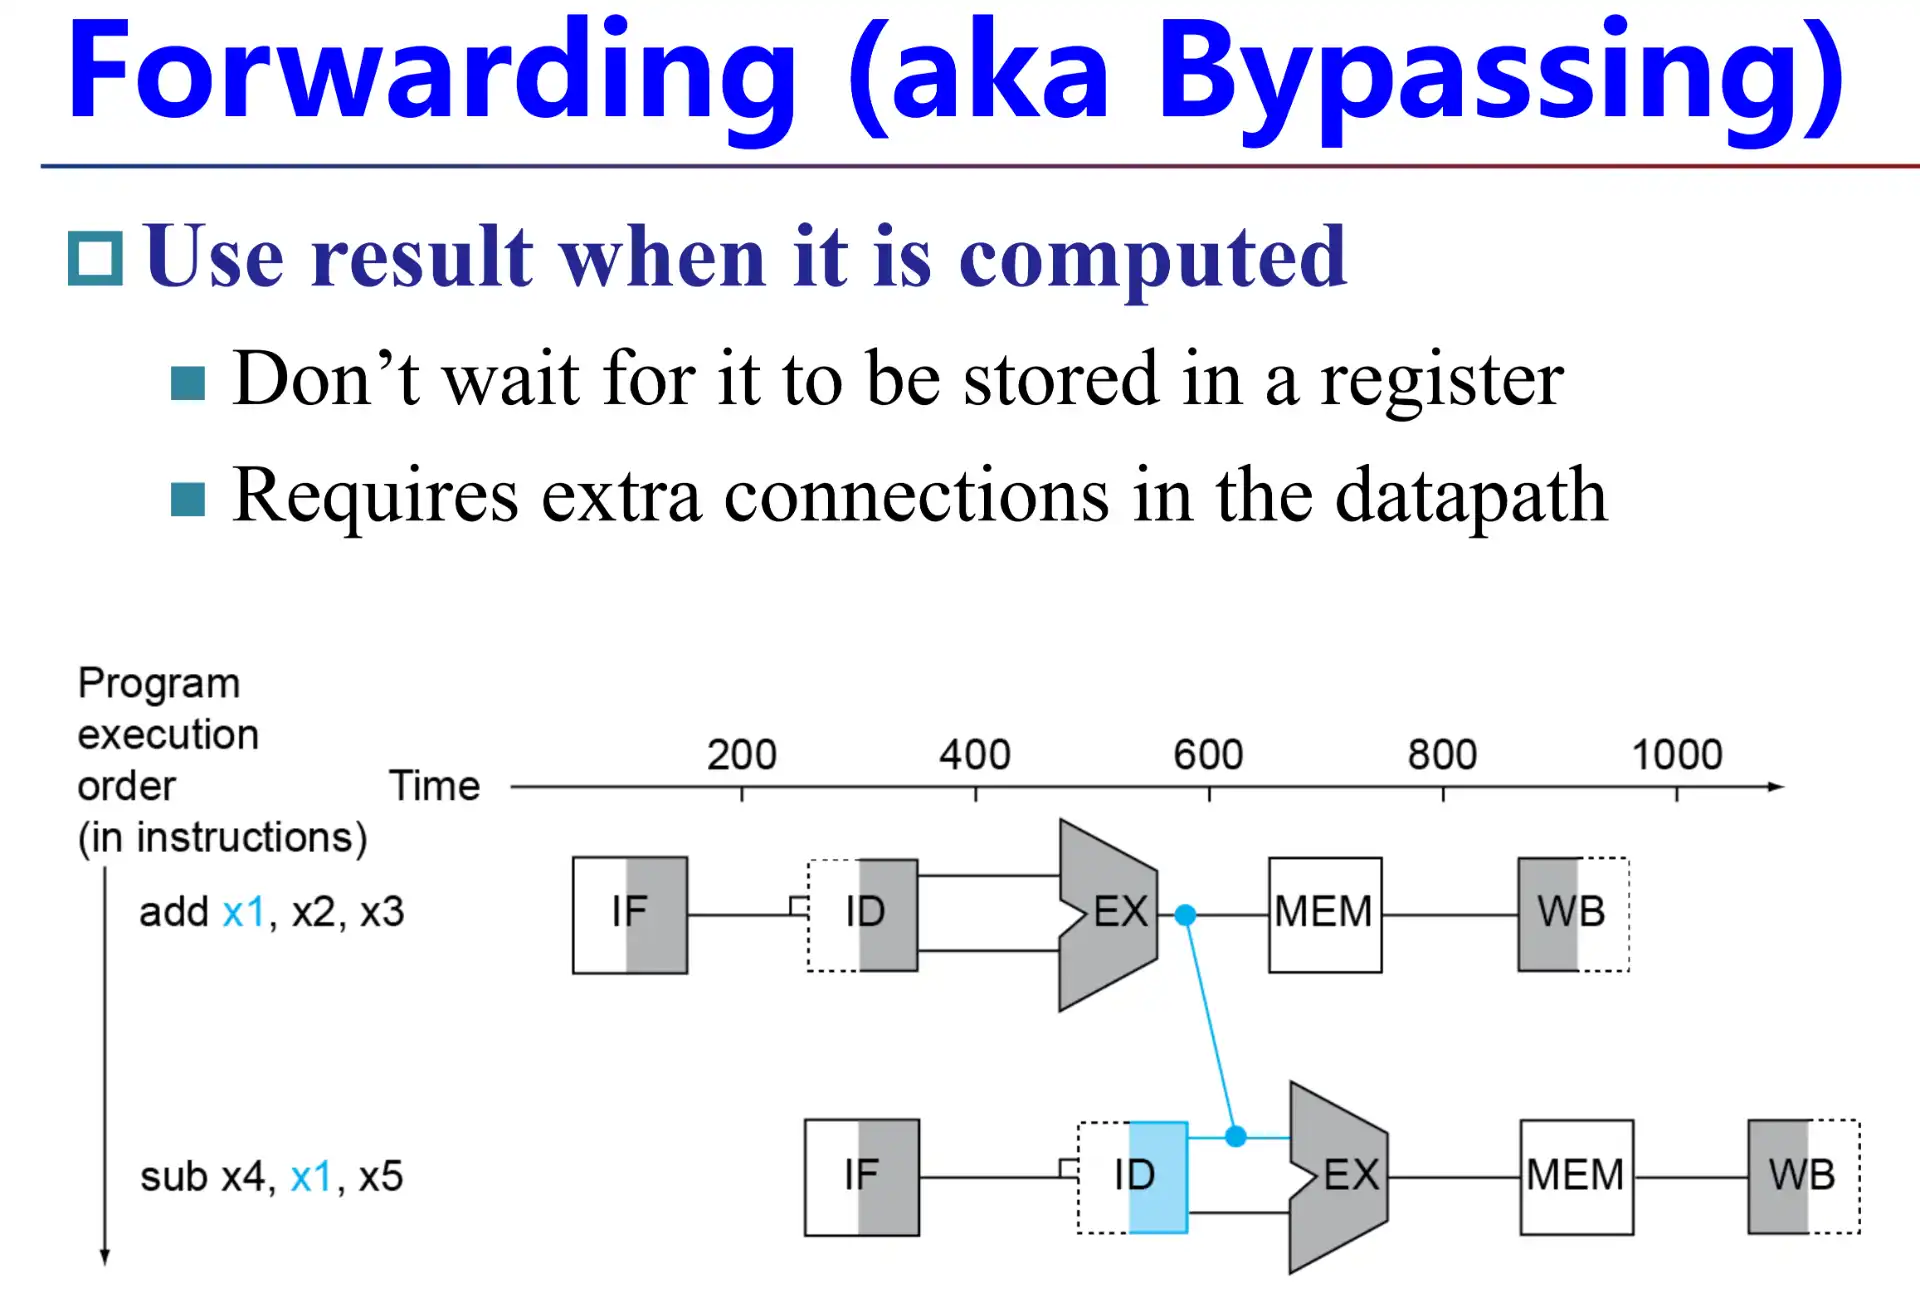 Forwarding (aka Bypassing)
Use result when it is computed
Don’t wait for it to be stored in a register
Requires extra connections in the datapath
Program
execution
order
(in instructions)
Time
200 400 600 800 1000
add x1, x2, x3
IF ID EX MEM WB
sub x4, x1, x5
IF ID EX MEM WB